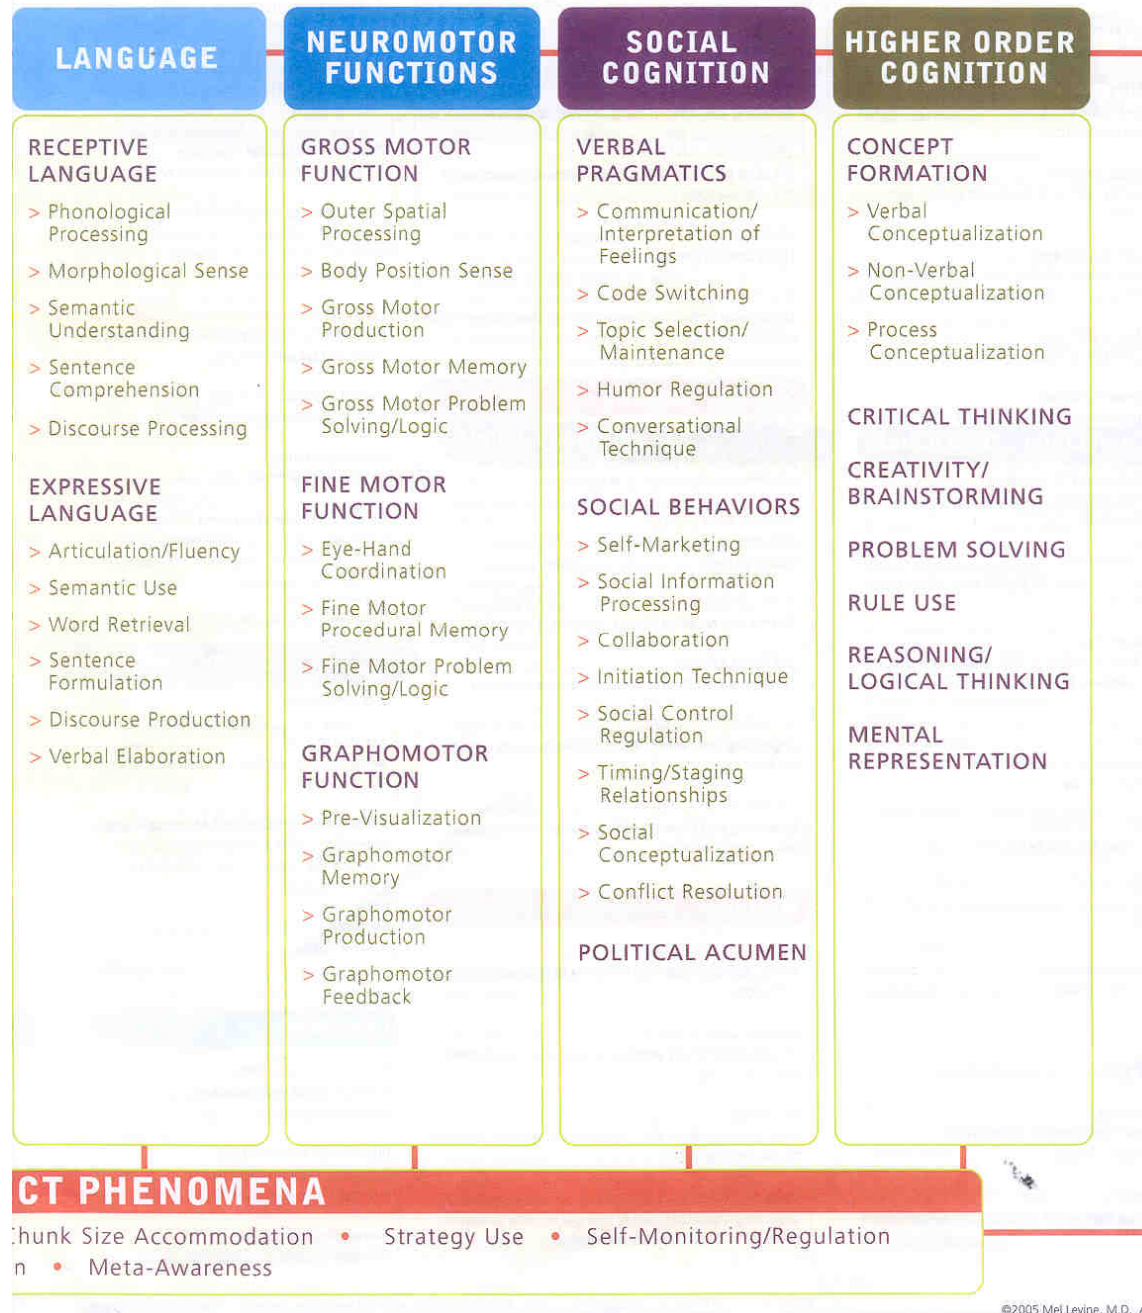 LANGUAGE
RECEPTIVE
LANGUAGE
> Phonological
Processing
> Morphological Sense
> Semantic
Understanding
> Sentence
Comprehension
> Discourse Processing
EXPRESSIVE
LANGUAGE
> Articulation/Fluency
> Semantic Use
> Word Retrieval
> Sentence
Formulation
> Discourse Production
> Verbal Elaboration
NEUROMOTOR
FUNCTIONS
GROSS MOTOR
FUNCTION
> Outer Spatial
Processing
> Body Position Sense
> Gross Motor
Production
> Gross Motor Memory
> Gross Motor Problem
Solving/Logic
FINE MOTOR
FUNCTION
> Eye-Hand
Coordination
> Fine Motor
Procedural Memory
> Fine Motor Problem
Solving/Logic
GRAPHOMOTOR
FUNCTION
> Pre-Visualization
> Graphomotor
Memory
> Graphomotor
Production
> Graphomotor
Feedback
SOCIAL
COGNITION
VERBAL
PRAGMATICS
> Communication/
Interpretation of
Feelings
> Code Switching
> Topic Selection/
Maintenance
> Humor Regulation
> Conversational
Technique
SOCIAL BEHAVIORS
> Self-Marketing
> Social Information
Processing
> Collaboration
> Initiation Technique
> Social Control
Regulation
> Timing/Staging
Relationships
> Social
Conceptualization
> Conflict Resolution
POLITICAL ACUMEN
HIGHER ORDER
COGNITION
CONCEPT
FORMATION
> Verbal
Conceptualization
> Non-Verbal
Conceptualization
> Process
Conceptualization
CRITICAL THINKING
CREATIVITY/
BRAINSTORMING
PROBLEM SOLVING
RULE USE
REASONING/
LOGICAL THINKING
MENTAL
REPRESENTATION
CT PHENOMENA
hunk Size Accommodation • Strategy Use • Self-Monitoring/Regulation
n • Meta-Awareness
©2005 Mel Levine, M.D.